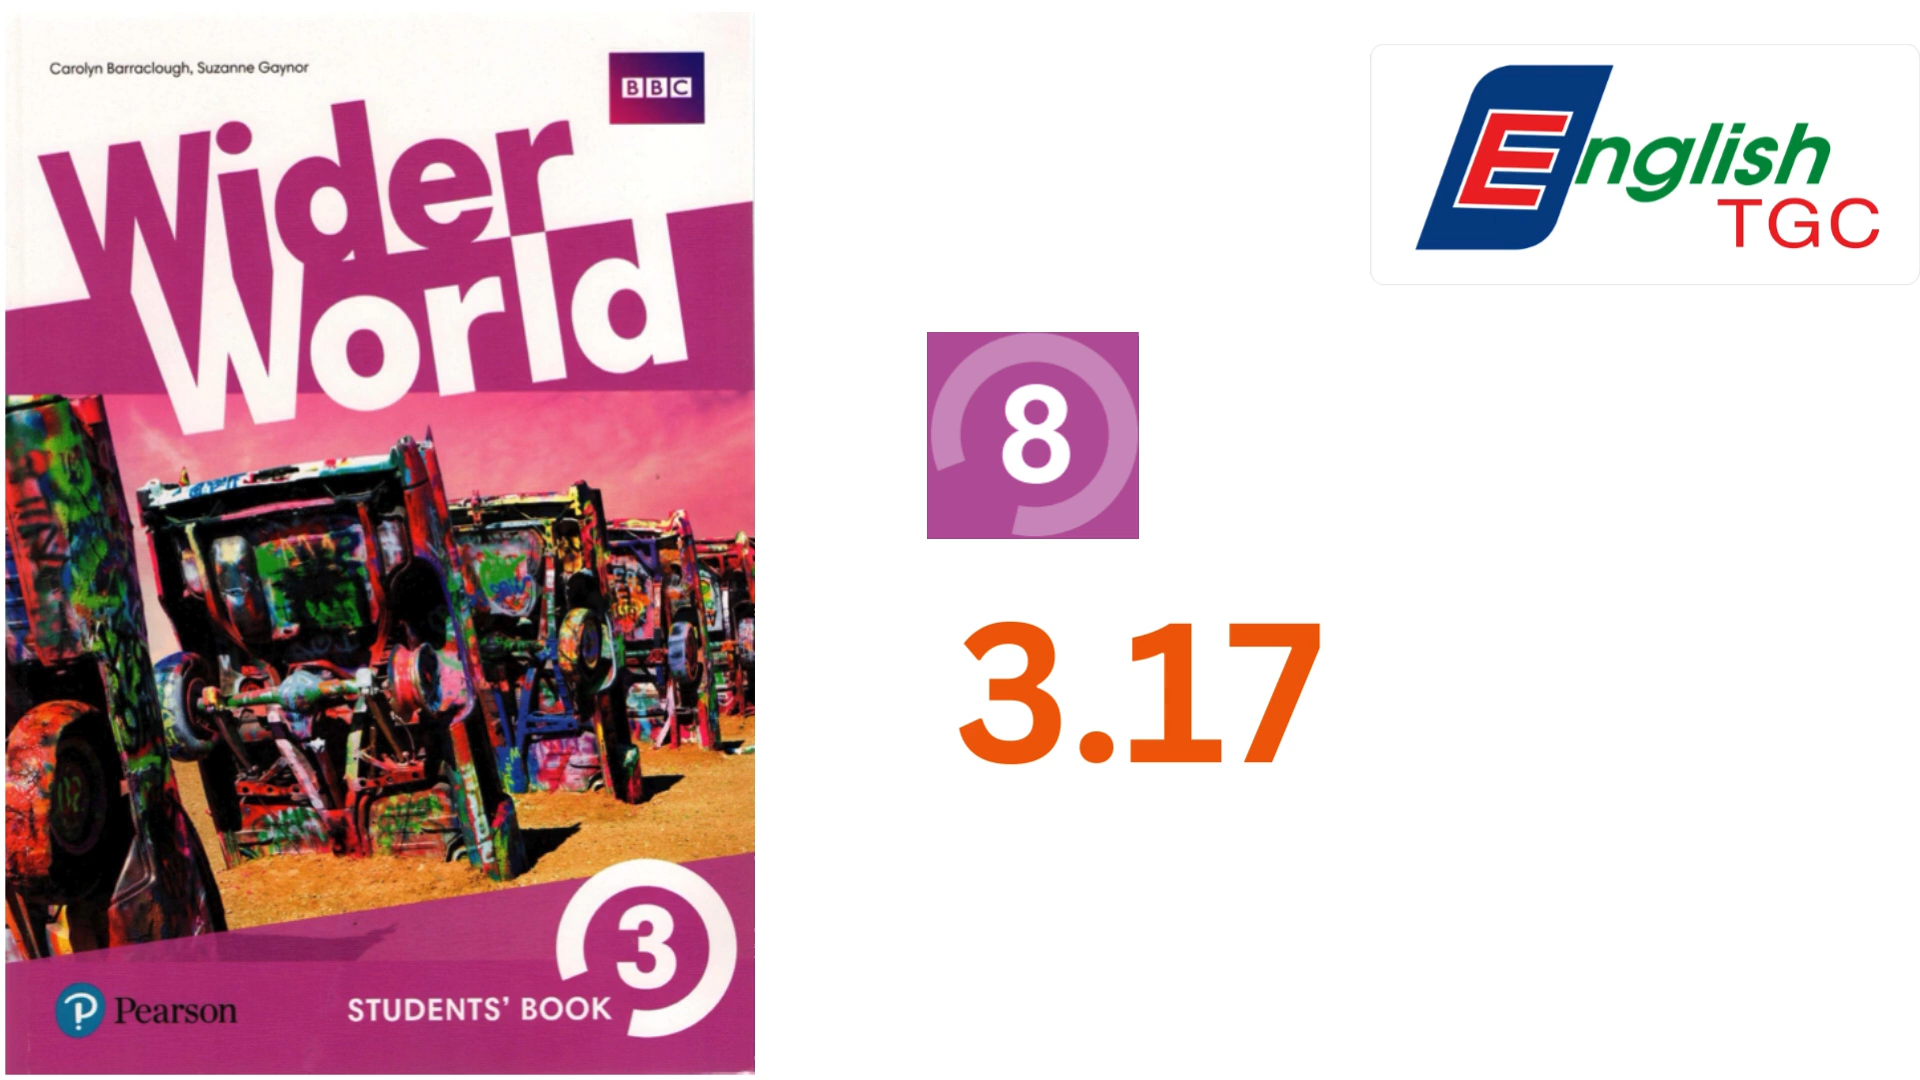 Carolyn Barraclough, Suzanne Gaynor
BBC
Wider
World
3
STUDENTS' BOOK
Pearson
English
TGC
8
3.17